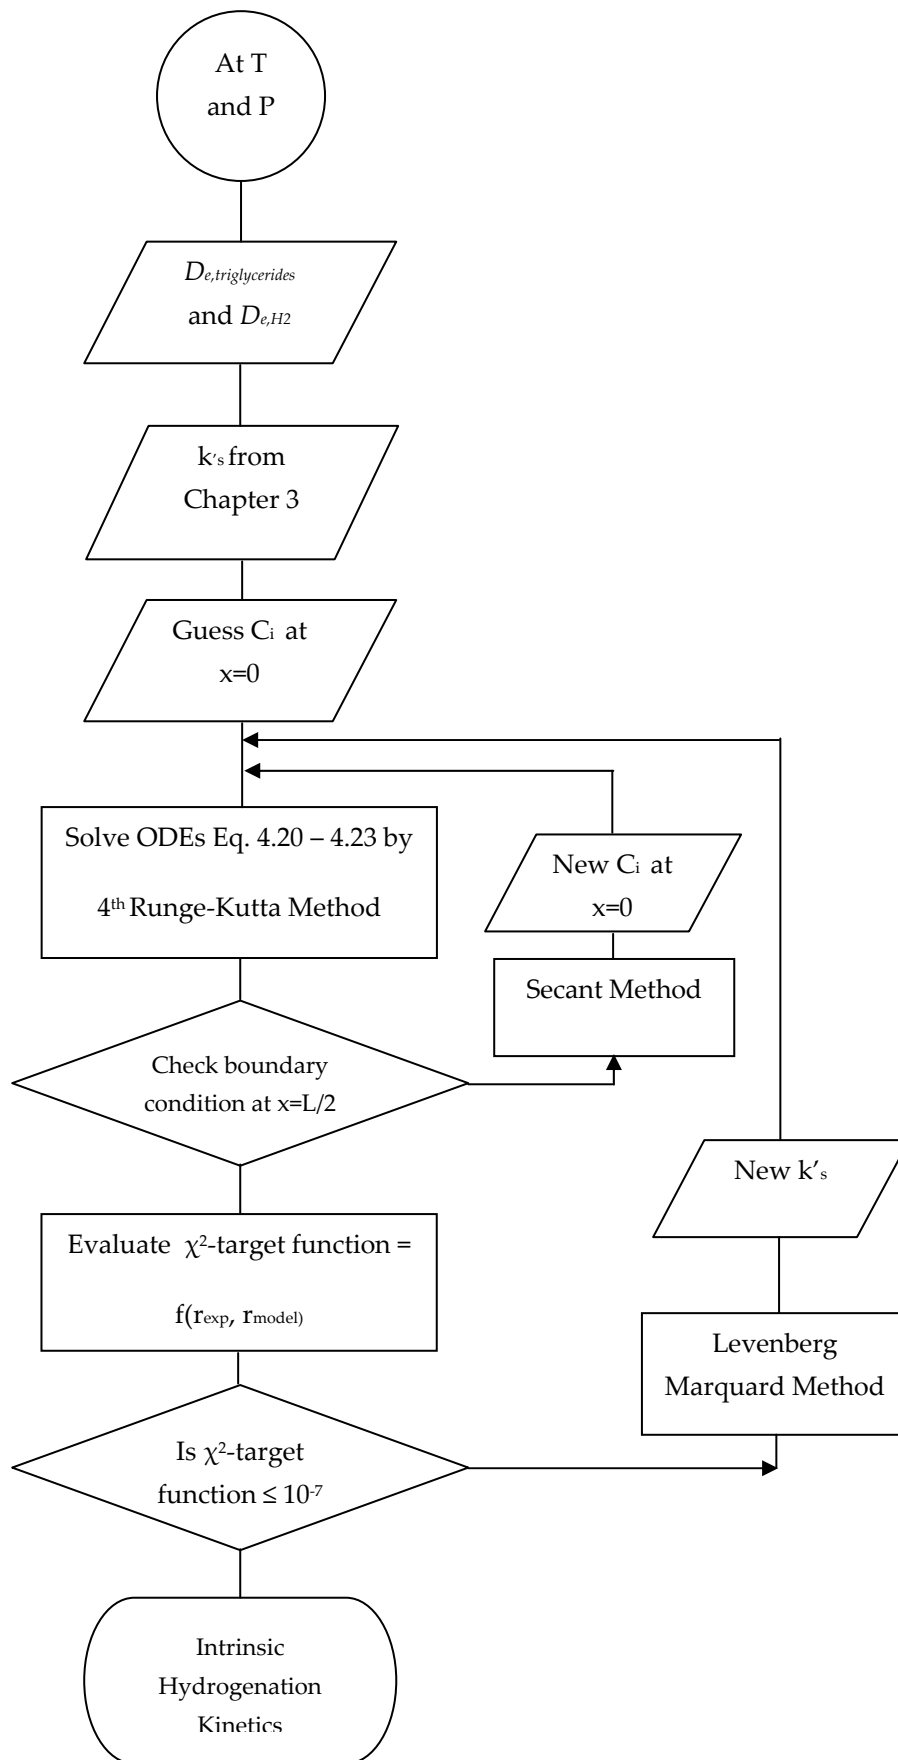 At T
and P
D e,triglycerides
and D e,H2
k's from
Chapter 3
Guess Ci at
x=0
Solve ODEs Eq. 4.20 – 4.23 by
4th Runge-Kutta Method
New Ci at
x=0
Secant Method
Check boundary
condition at x=L/2
New k's
Evaluate χ²-target function =
f(rexp, rmodel)
Levenberg
Marquard Method
Is χ²-target
function ≤ 10-7
Intrinsic
Hydrogenation
Kinetics